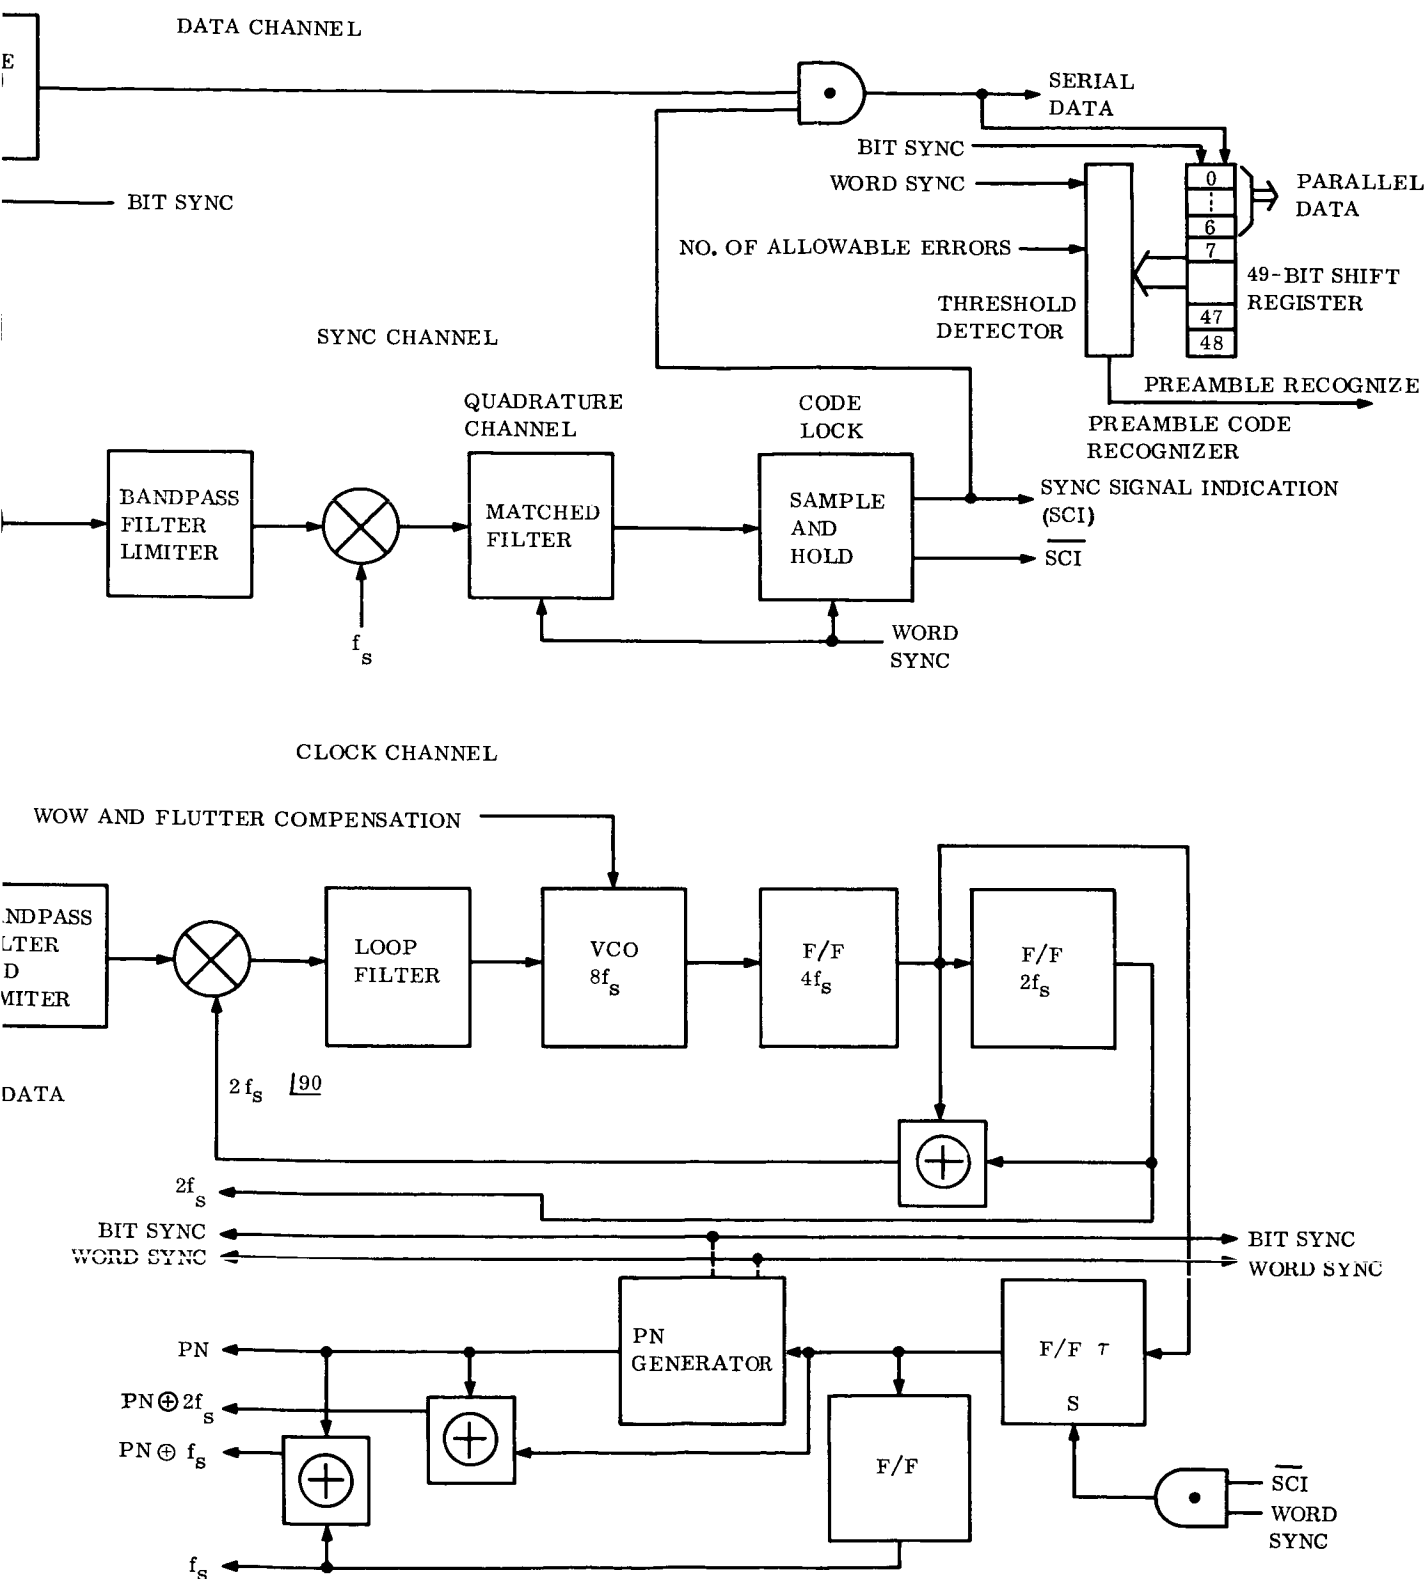 DATA CHANNEL
E
SERIAL
DATA
BIT SYNC
WORD SYNC
0
6
7
47
48
PARALLEL
DATA
BIT SYNC
NO. OF ALLOWABLE ERRORS
49-BIT SHIFT
REGISTER
THRESHOLD
DETECTOR
SYNC CHANNEL
PREAMBLE RECOGNIZE
PREAMBLE CODE
RECOGNIZER
QUADRATURE
CHANNEL
CODE
LOCK
BANDPASS
FILTER
LIMITER
MATCHED
FILTER
SAMPLE
AND
HOLD
SYNC SIGNAL INDICATION
(SCI)
SCI
fs
WORD
SYNC
CLOCK CHANNEL
WOW AND FLUTTER COMPENSATION
ANDPASS
LTER
D
MITER
LOOP
FILTER
VCO
8fs
F/F
4fs
F/F
2fs
2fs 90
DATA
2fs
BIT SYNC
WORD SYNC
BIT SYNC
WORD SYNC
PN
GENERATOR
F/F τ
S
PN
PN⊕2fs
PN⊕ fs
F/F
SCI
WORD
SYNC
fs